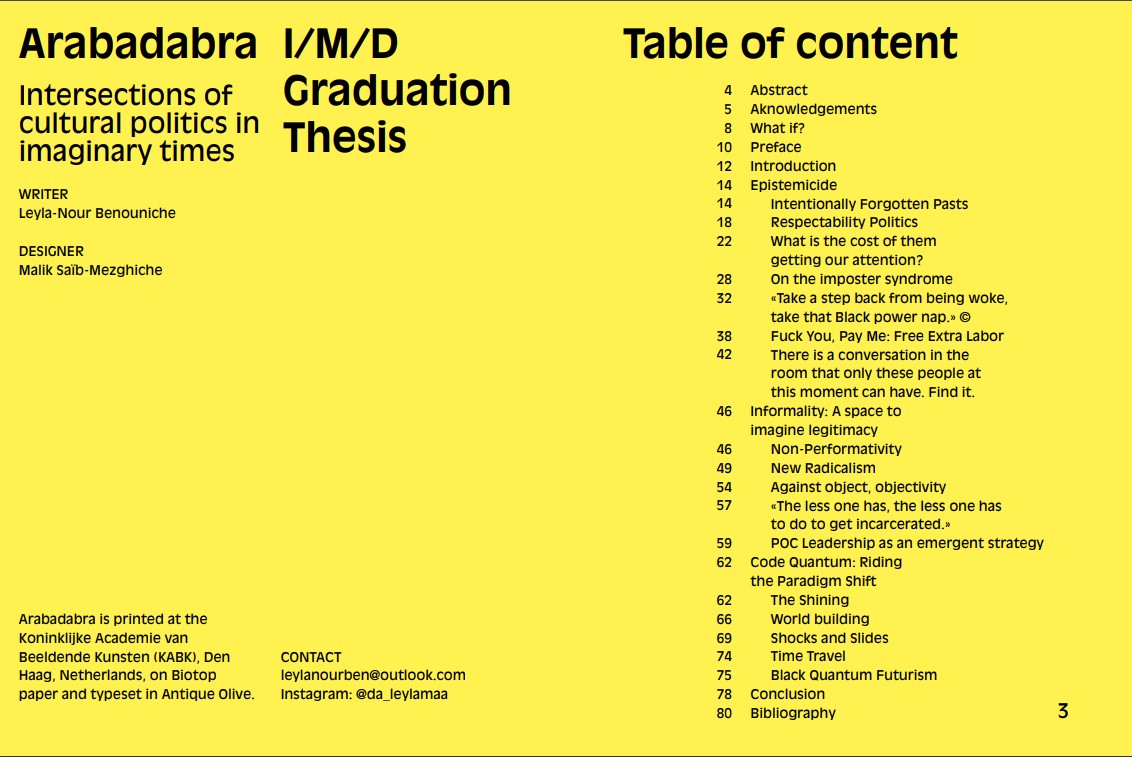 Arabadabra
Intersections of
cultural politics in
imaginary times
WRITER
Leyla-Nour Benouniche
DESIGNER
Malik Saïb-Mezghiche
Arabadabra is printed at the
Koninklijke Academie van
Beeldende Kunsten (KABK), Den
Haag, Netherlands, on Biotop
paper and typeset in Antique Olive.
I/M/D
Graduation
Thesis
CONTACT
leylanourben@outlook.com
Instagram: @da_leylamaa
Table of content
4 Abstract
5 Aknowledgements
8 What if?
10 Preface
12 Introduction
14 Epistemicide
14 Intentionally Forgotten Pasts
18 Respectability Politics
22 What is the cost of them
getting our attention?
28 On the imposter syndrome
32 «Take a step back from being woke,
take that Black power nap.» ©
38 Fuck You, Pay Me: Free Extra Labor
42 There is a conversation in the
room that only these people at
this moment can have. Find it.
46 Informality: A space to
imagine legitimacy
46 Non-Performativity
49 New Radicalism
54 Against object, objectivity
57 «The less one has, the less one has
to do to get incarcerated.»
59 POC Leadership as an emergent strategy
62 Code Quantum: Riding
the Paradigm Shift
62 The Shining
66 World building
69 Shocks and Slides
74 Time Travel
75 Black Quantum Futurism
78 Conclusion
80 Bibliography
3